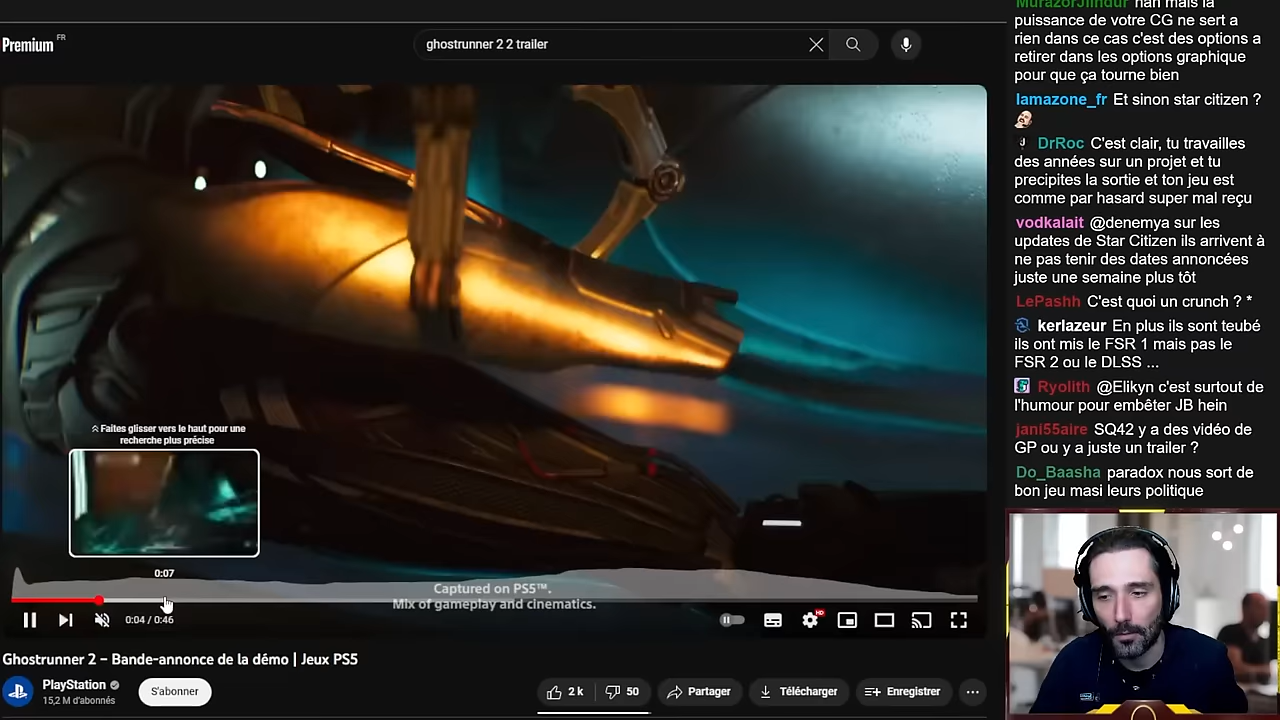 Premium FR
ghostrunner 2 2 trailer
Faites glisser vers le haut pour une
recherche plus précise
0:07
Captured on PS5™.
Mix of gameplay and cinematics.
0:04 / 0:46
HD
Ghostrunner 2 – Bande-annonce de la démo | Jeux PS5
PlayStation
15,2 M d'abonnés
S'abonner
2 k
50
Partager
Télécharger
Enregistrer
MurazorJindur nan mais la
puissance de votre CG ne sert a
rien dans ce cas c'est des options a
retirer dans les options graphique
pour que ça tourne bien
lamazone_fr Et sinon star citizen ?
DrRoc C'est clair, tu travailles
des années sur un projet et tu
precipites la sortie et ton jeu est
comme par hasard super mal reçu
vodkalait @denemya sur les
updates de Star Citizen ils arrivent à
ne pas tenir des dates annoncées
juste une semaine plus tôt
LePashh C'est quoi un crunch ? *
kerlazeur En plus ils sont teubé
ils ont mis le FSR 1 mais pas le
FSR 2 ou le DLSS ...
Ryolith @Elikyn c'est surtout de
l'humour pour embêter JB hein
jani55aire SQ42 y a des vidéo de
GP ou y a juste un trailer ?
Do_Baasha paradox nous sort de
bon jeu masi leurs politique